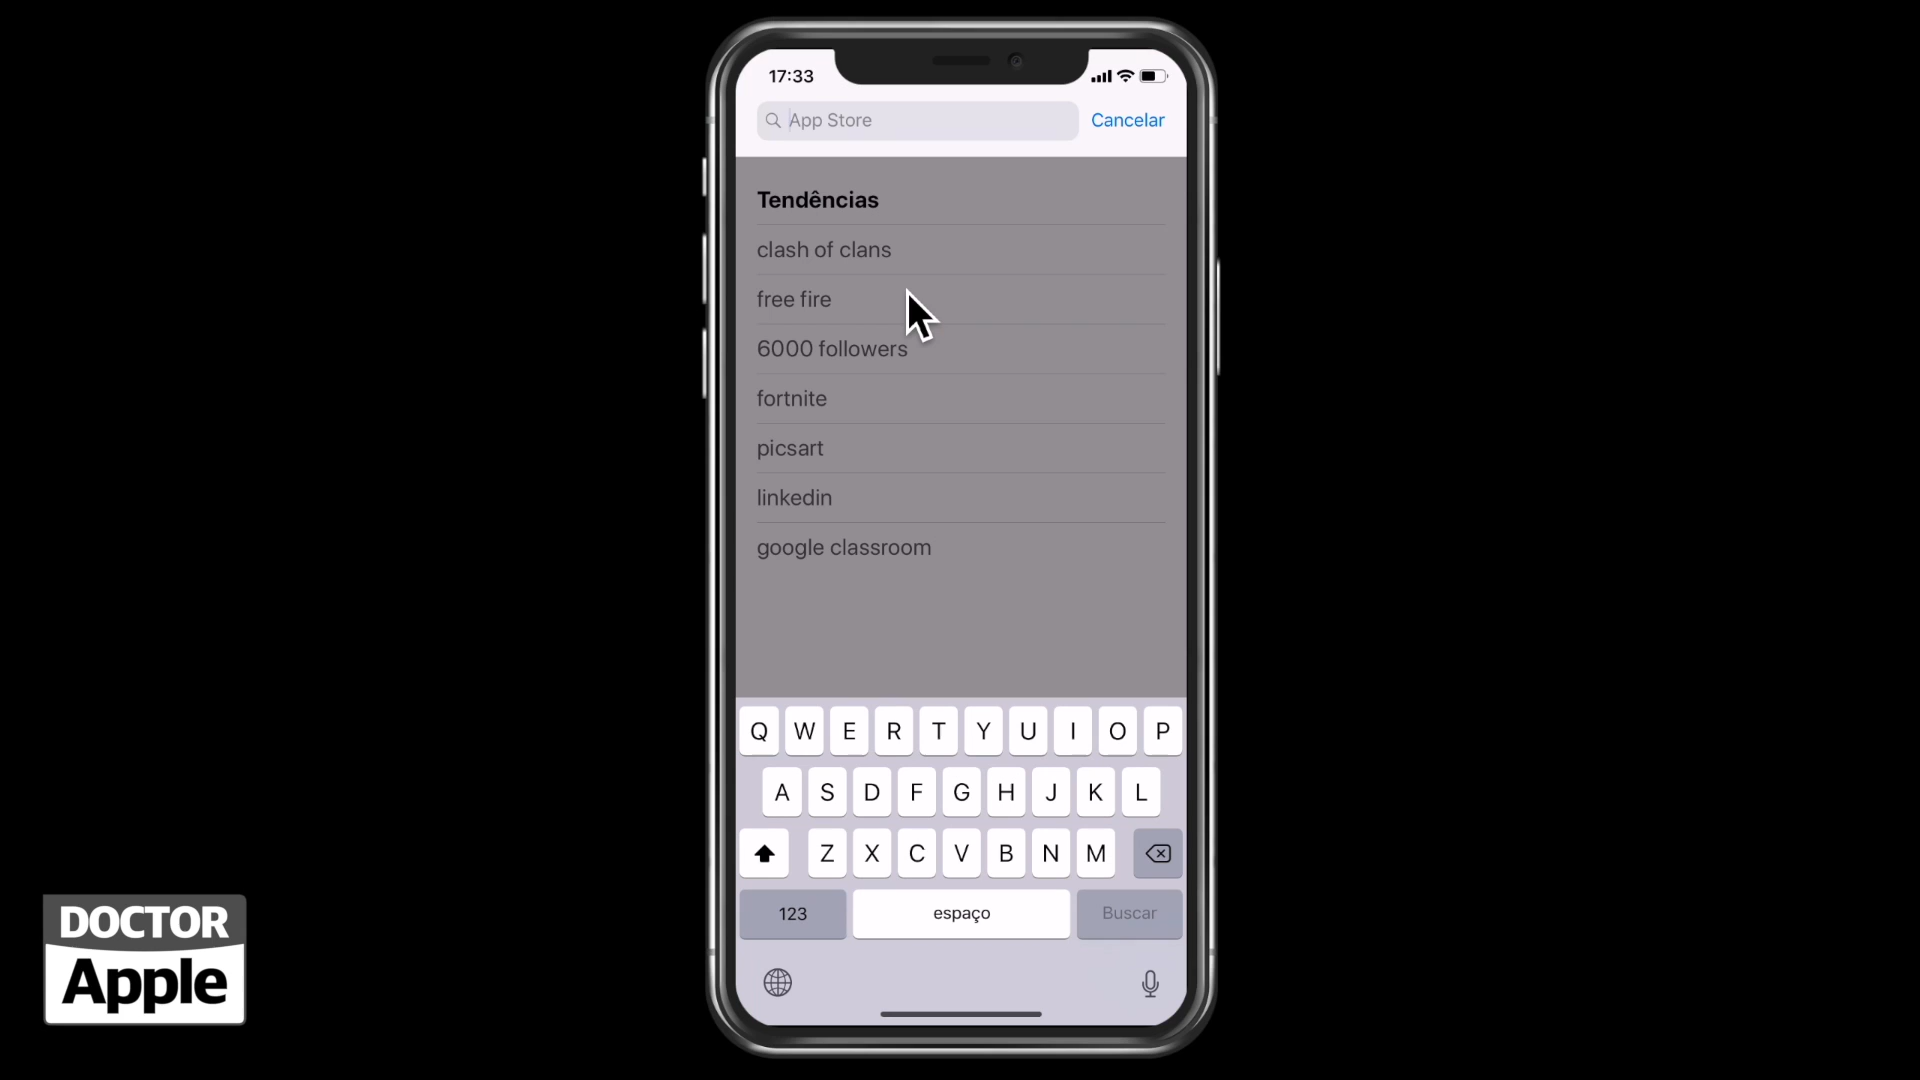 17:33
App Store
Cancelar
Tendências
clash of clans
free fire
6000 followers
fortnite
picsart
linkedin
google classroom
Q W E R T Y U I O P
A S D F G H J K L
Z X C V B N M
123 espaço Buscar
DOCTOR
Apple